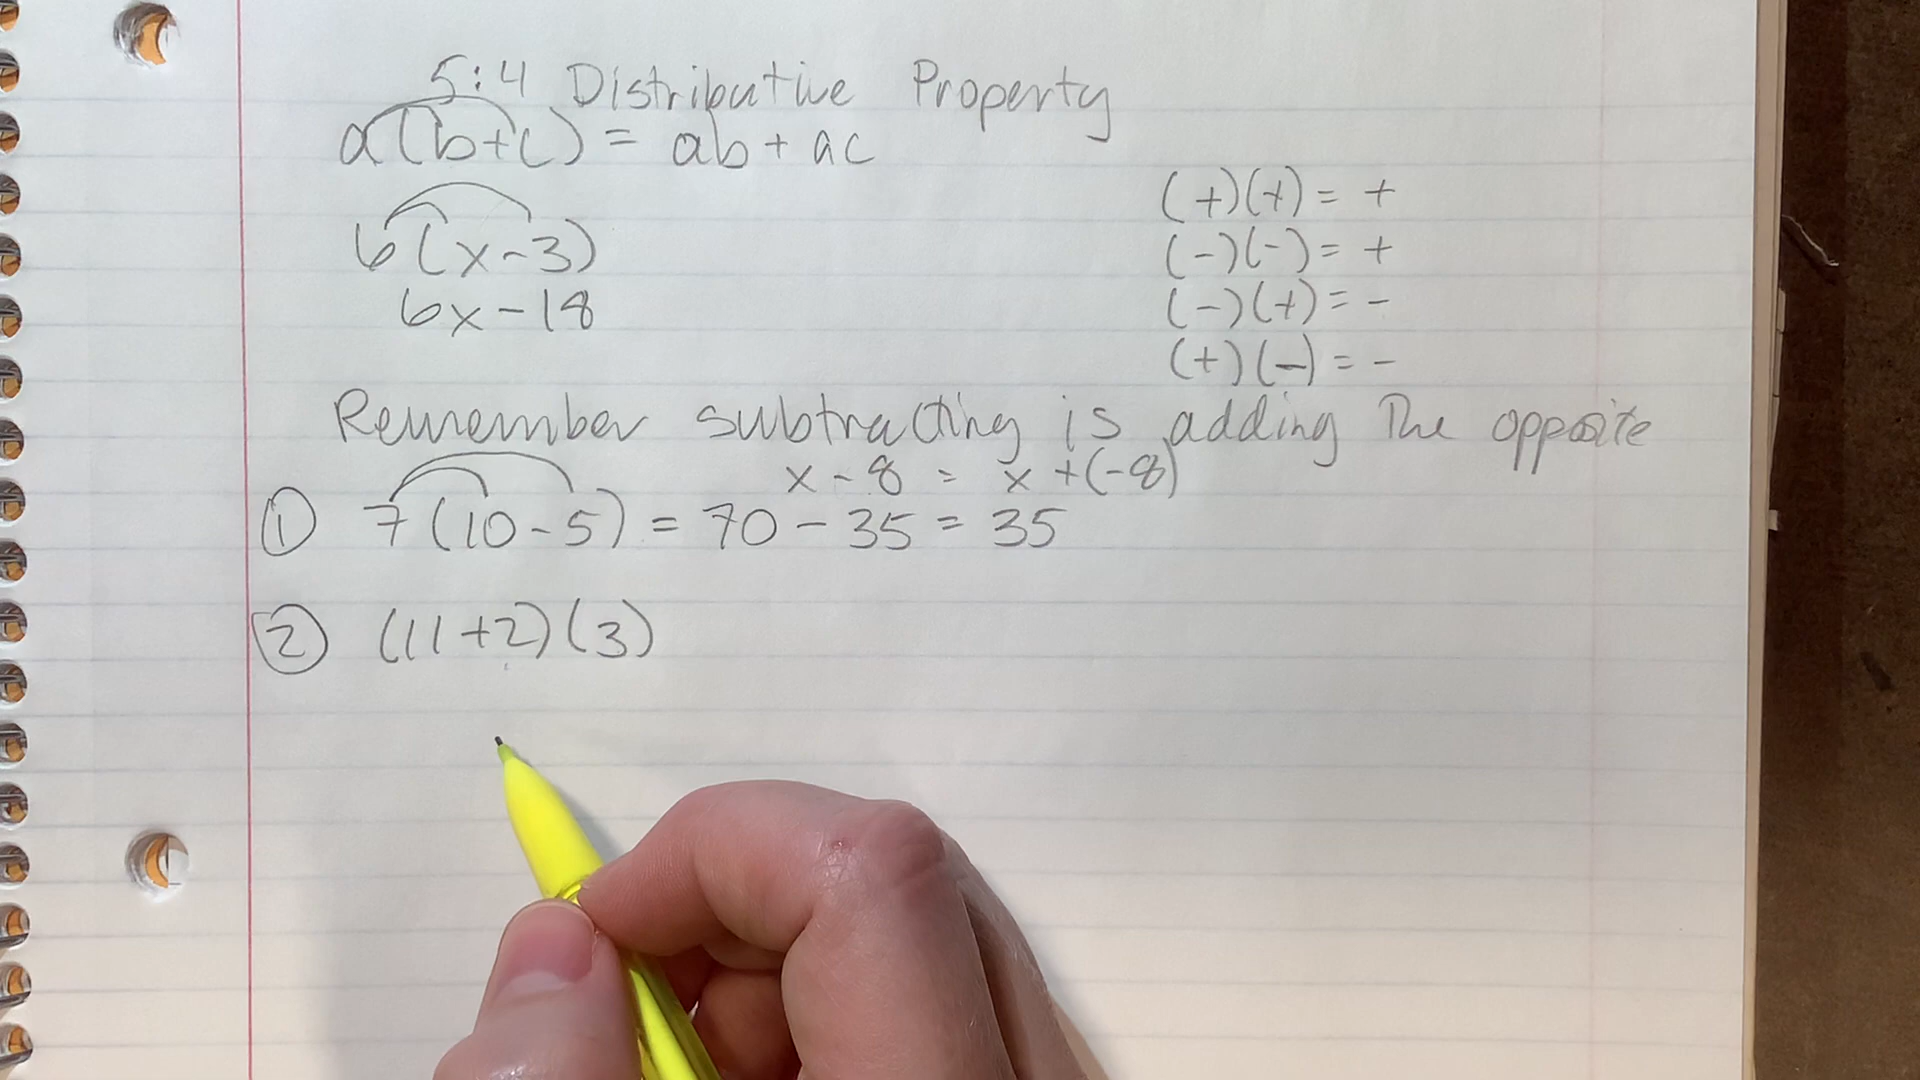 5:4 Distributive Property
a(b+c) = ab + ac
6(x-3)
6x-18
(+)(+) = +
(-)(-) = +
(-)(+) = -
(+)(-) = -
Remember subtracting is adding The opposite
x - 8 = x + (-8)
① 7(10-5) = 70 - 35 = 35
② (11+2)(3)